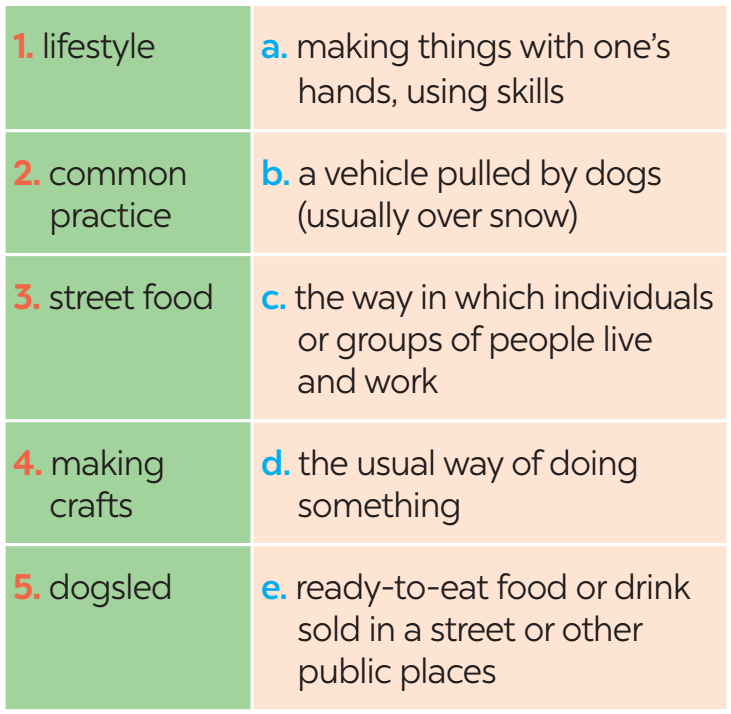 1. lifestyle
a. making things with one's
hands, using skills
2. common
practice
b. a vehicle pulled by dogs
(usually over snow)
3. street food
c. the way in which individuals
or groups of people live
and work
4. making
crafts
d. the usual way of doing
something
5. dogsled
e. ready-to-eat food or drink
sold in a street or other
public places